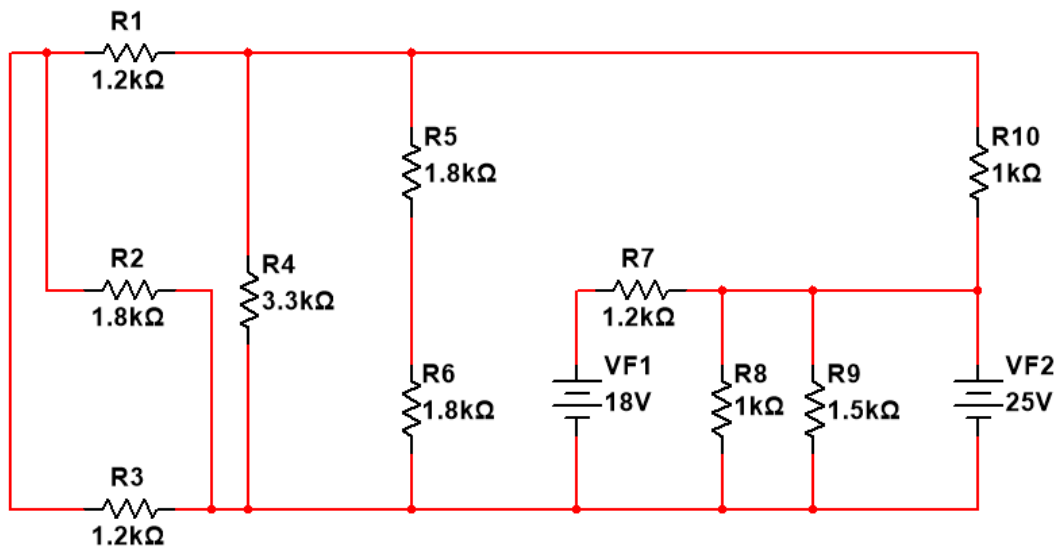 R1
1.2kΩ
R5
1.8kΩ
R10
1kΩ
R2
1.8kΩ
R4
3.3kΩ
R7
1.2kΩ
VF1
18V
R6
1.8kΩ
R8
1kΩ
R9
1.5kΩ
VF2
25V
R3
1.2kΩ